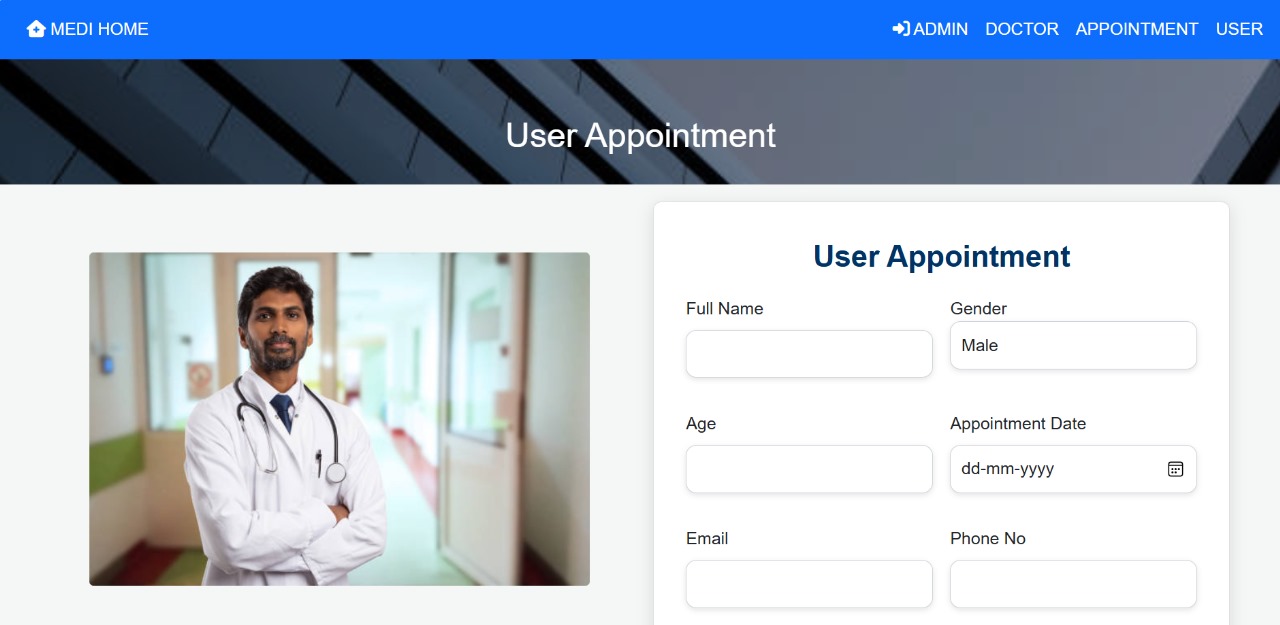 MEDI HOME
ADMIN DOCTOR APPOINTMENT USER
User Appointment
User Appointment
Full Name
Gender
Male
Age
Appointment Date
dd-mm-yyyy
Email
Phone No